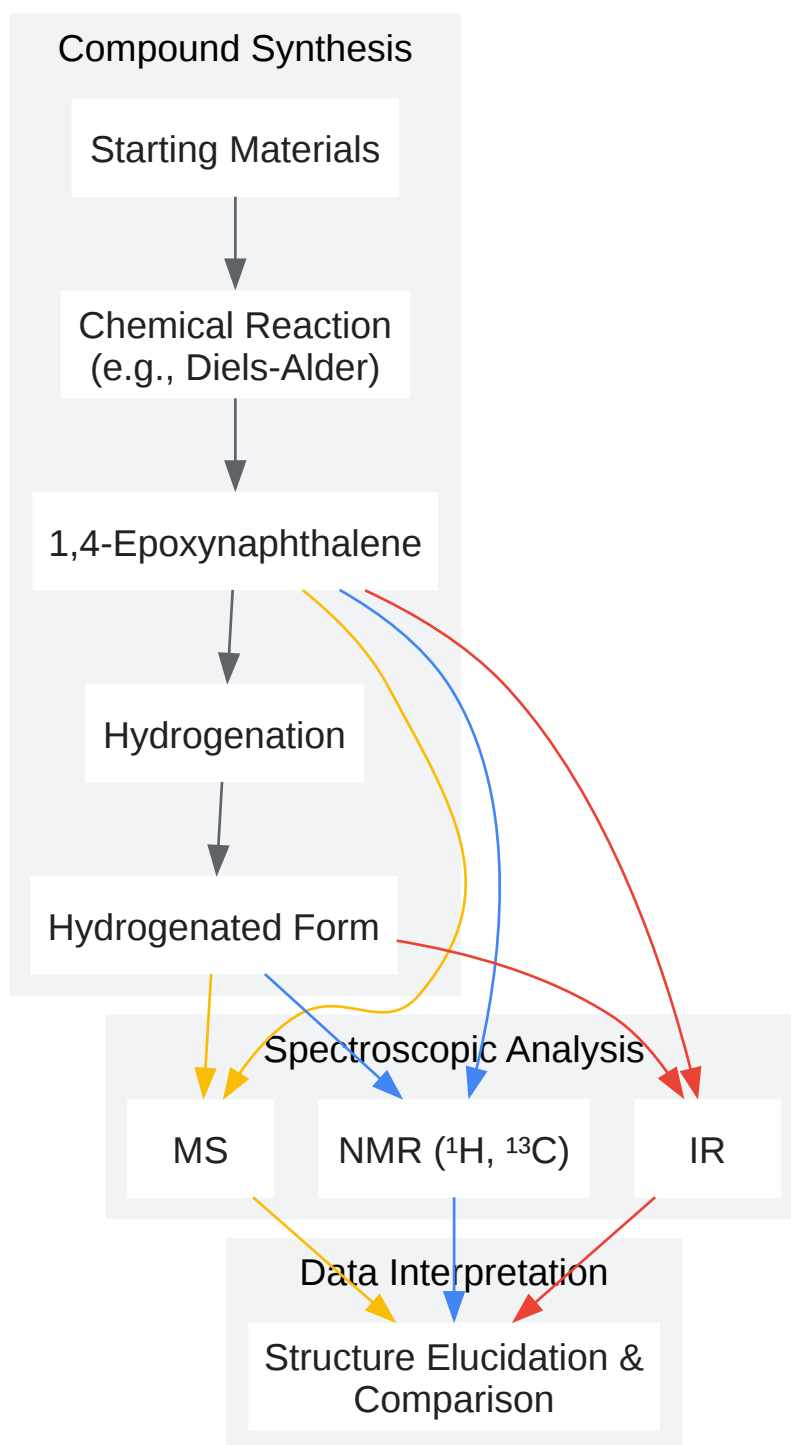 Compound Synthesis
Starting Materials
Chemical Reaction
(e.g., Diels-Alder)
1,4-Epoxynaphthalene
Hydrogenation
Hydrogenated Form
Spectroscopic Analysis
MS
NMR (¹H, ¹³C)
IR
Data Interpretation
Structure Elucidation &
Comparison